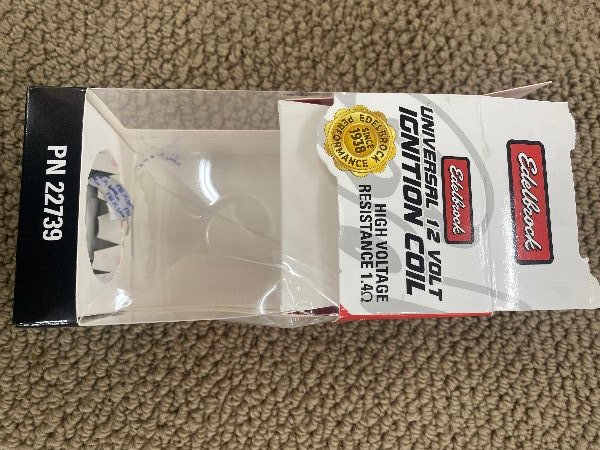 Edelbrock
Edelbrock
UNIVERSAL 12 VOLT
IGNITION COIL
HIGH VOLTAGE
RESISTANCE 1.4Ω
EDELBROCK
SINCE
1938
PERFORMANCE
PN 22739